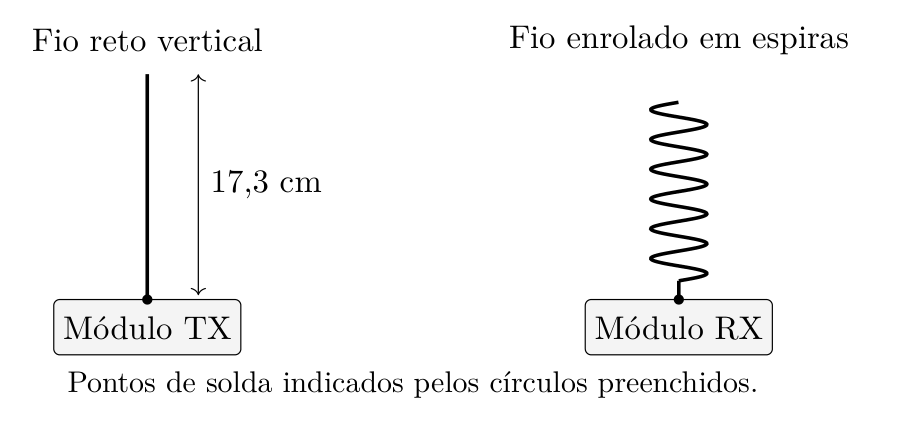 Fio reto vertical
Fio enrolado em espiras
17,3 cm
Módulo TX
Módulo RX
Pontos de solda indicados pelos círculos preenchidos.